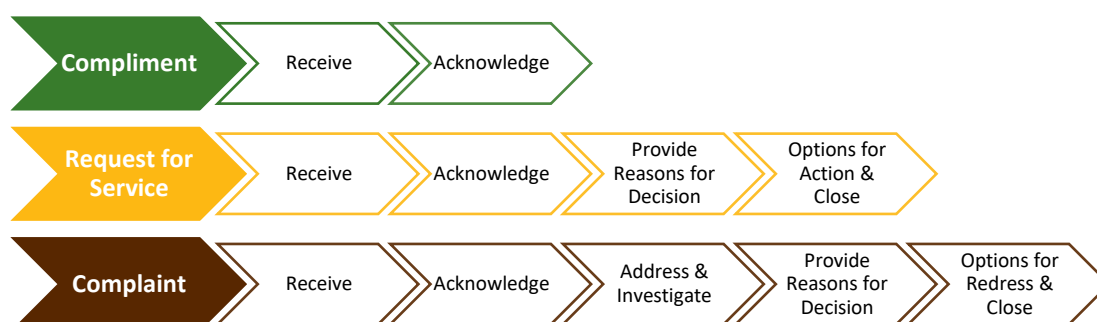 Compliment
Receive
Acknowledge
Request for
Service
Receive
Acknowledge
Provide
Reasons for
Decision
Options for
Action &
Close
Complaint
Receive
Acknowledge
Address &
Investigate
Provide
Reasons for
Decision
Options for
Redress &
Close